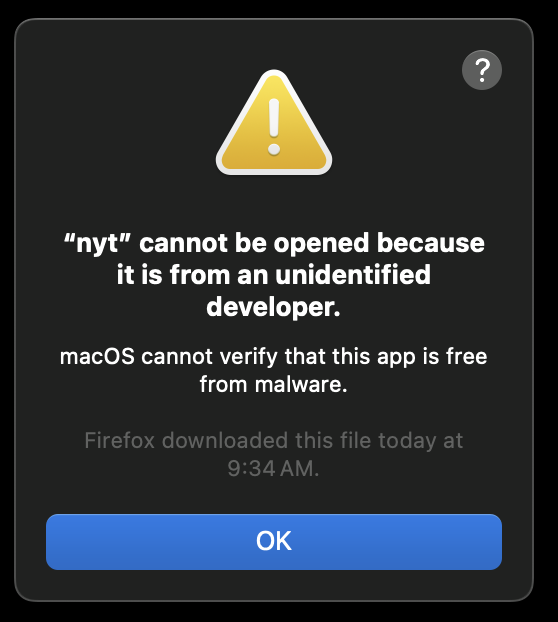 ?
“nyt” cannot be opened because
it is from an unidentified
developer.
macOS cannot verify that this app is free
from malware.
Firefox downloaded this file today at
9:34 AM.
OK